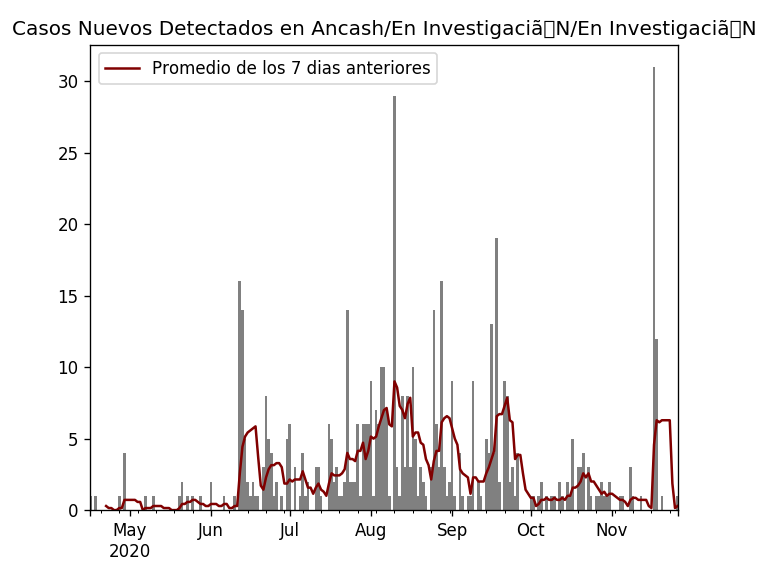 Casos Nuevos Detectados en Ancash/En Investigaciã▯N/En Investigaciã▯N
Promedio de los 7 dias anteriores
30
25
20
15
10
5
0
May Jun Jul Aug Sep Oct Nov
2020